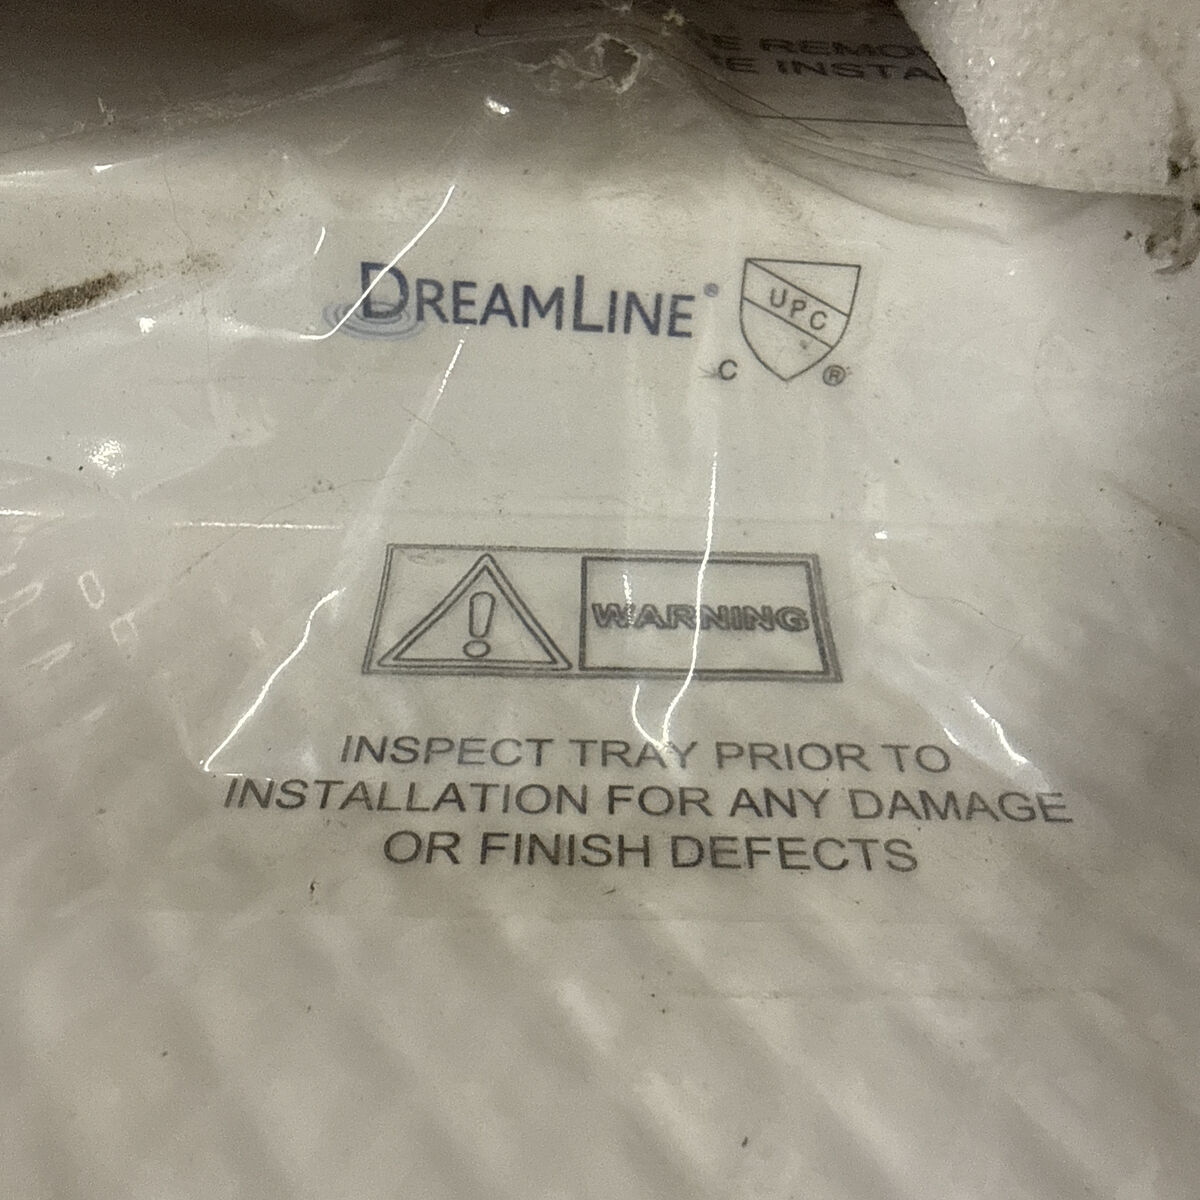 DREAMLINE®
UPC
C ®
WARNING
INSPECT TRAY PRIOR TO
INSTALLATION FOR ANY DAMAGE
OR FINISH DEFECTS